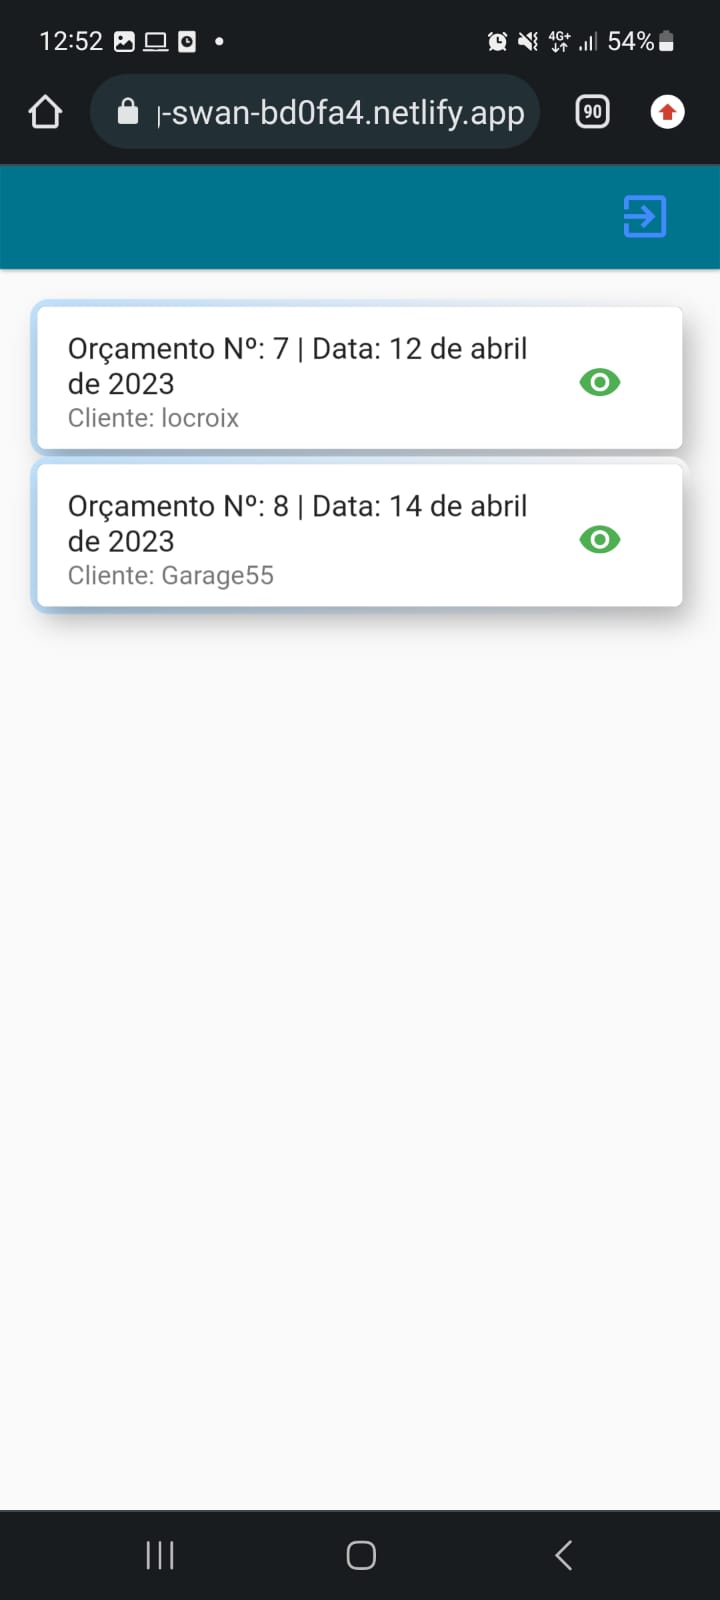 12:52
4G+
54%
-swan-bd0fa4.netlify.app
90
Orçamento Nº: 7 | Data: 12 de abril
de 2023
Cliente: locroix
Orçamento Nº: 8 | Data: 14 de abril
de 2023
Cliente: Garage55